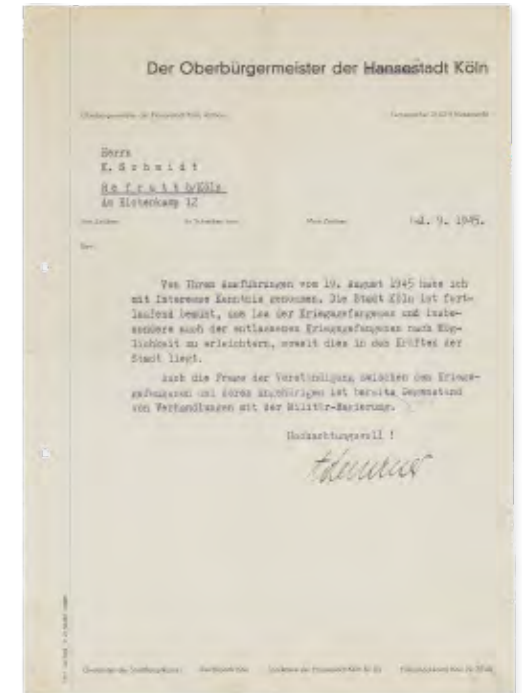 Der Oberbürgermeister der Hansestadt Köln
Herrn
K. Schmidt
Refrath b/Köln
Am
12
9. 1945.
Von Ihren Ausführungen vom 19. August 1945 habe ich
mit Interesse Kenntnis genommen. Die Stadt Köln ist fort-
laufend bemüht, das Los der Kriegsgefangenen und insbe-
sondere auch der entlassenen Kriegsgefangenen nach Mög-
lichkeit zu erleichtern, soweit dies in den Kräften der
Stadt liegt.
Auch die Frage der Verständigung zwischen den Kriegs-
gefangenen und deren Angehörigen ist bereits Gegenstand
von Verhandlungen mit der Militär-Regierung.
Hochachtungsvoll !